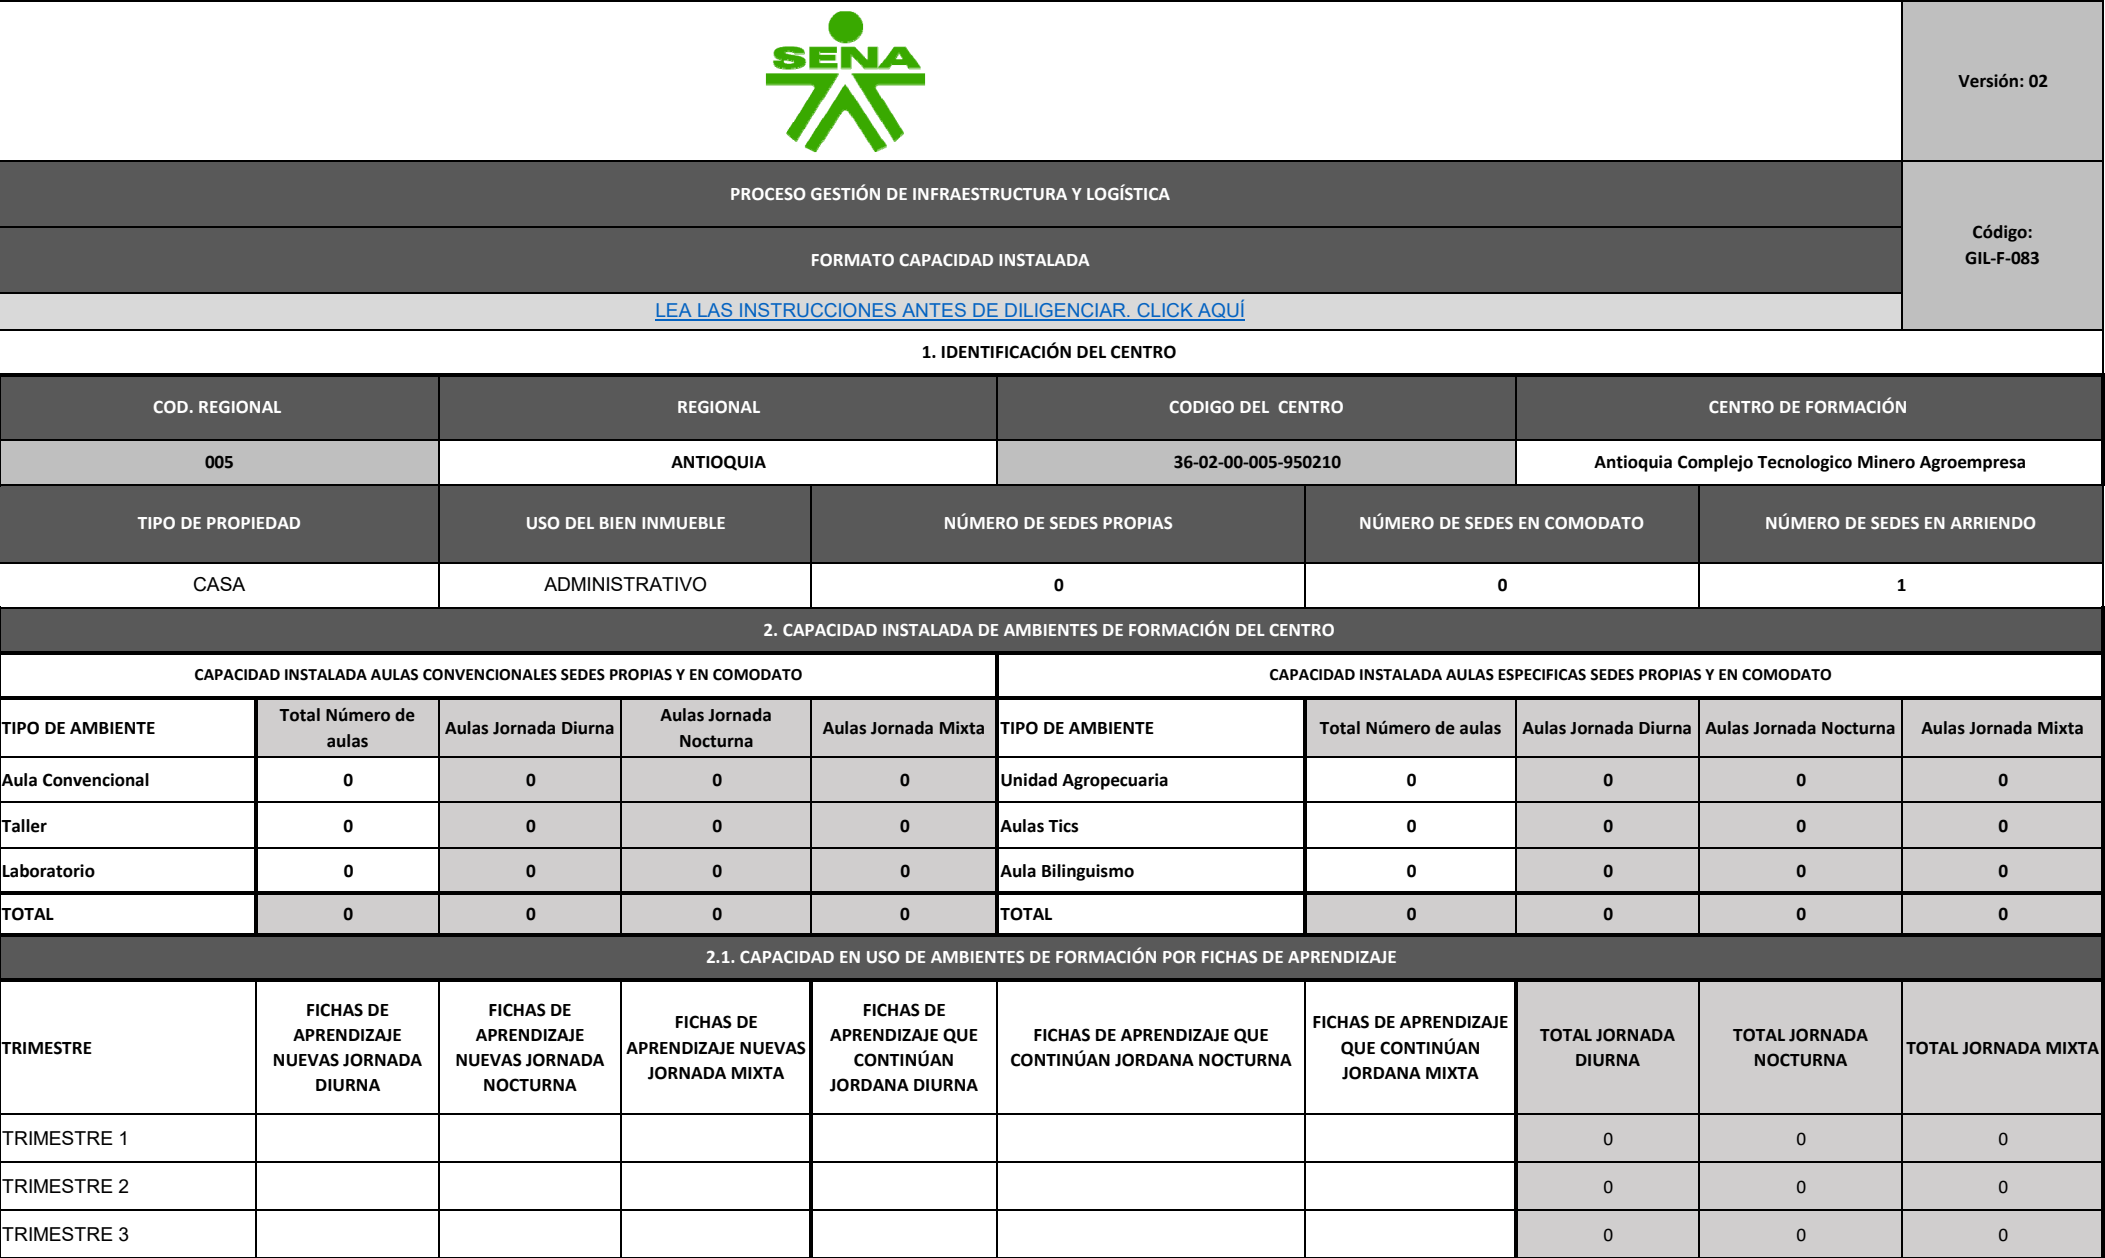 SENA
Versión: 02
PROCESO GESTIÓN DE INFRAESTRUCTURA Y LOGÍSTICA
FORMATO CAPACIDAD INSTALADA
Código:
GIL-F-083
LEA LAS INSTRUCCIONES ANTES DE DILIGENCIAR. CLICK AQUÍ
1. IDENTIFICACIÓN DEL CENTRO
COD. REGIONAL REGIONAL CODIGO DEL  CENTRO CENTRO DE FORMACIÓN
005 ANTIOQUIA 36-02-00-005-950210 Antioquia Complejo Tecnologico Minero Agroempresa
TIPO DE PROPIEDAD USO DEL BIEN INMUEBLE NÚMERO DE SEDES PROPIAS NÚMERO DE SEDES EN COMODATO NÚMERO DE SEDES EN ARRIENDO
CASA ADMINISTRATIVO 0 0 1
2. CAPACIDAD INSTALADA DE AMBIENTES DE FORMACIÓN DEL CENTRO
CAPACIDAD INSTALADA AULAS CONVENCIONALES SEDES PROPIAS Y EN COMODATO CAPACIDAD INSTALADA AULAS ESPECIFICAS SEDES PROPIAS Y EN COMODATO
TIPO DE AMBIENTE Total Número de aulas Aulas Jornada Diurna Aulas Jornada Nocturna Aulas Jornada Mixta TIPO DE AMBIENTE Total Número de aulas Aulas Jornada Diurna Aulas Jornada Nocturna Aulas Jornada Mixta
Aula Convencional 0 0 0 0 Unidad Agropecuaria 0 0 0 0
Taller 0 0 0 0 Aulas Tics 0 0 0 0
Laboratorio 0 0 0 0 Aula Bilinguismo 0 0 0 0
TOTAL 0 0 0 0 TOTAL 0 0 0 0
2.1. CAPACIDAD EN USO DE AMBIENTES DE FORMACIÓN POR FICHAS DE APRENDIZAJE
TRIMESTRE
FICHAS DE
APRENDIZAJE
NUEVAS JORNADA
DIURNA
FICHAS DE
APRENDIZAJE
NUEVAS JORNADA
NOCTURNA
FICHAS DE
APRENDIZAJE NUEVAS
JORNADA MIXTA
FICHAS DE
APRENDIZAJE QUE
CONTINÚAN
JORDANA DIURNA
FICHAS DE APRENDIZAJE QUE
CONTINÚAN JORDANA NOCTURNA
FICHAS DE APRENDIZAJE
QUE CONTINÚAN
JORDANA MIXTA
TOTAL JORNADA
DIURNA
TOTAL JORNADA
NOCTURNA
TOTAL JORNADA MIXTA
TRIMESTRE 1 0 0 0
TRIMESTRE 2 0 0 0
TRIMESTRE 3 0 0 0